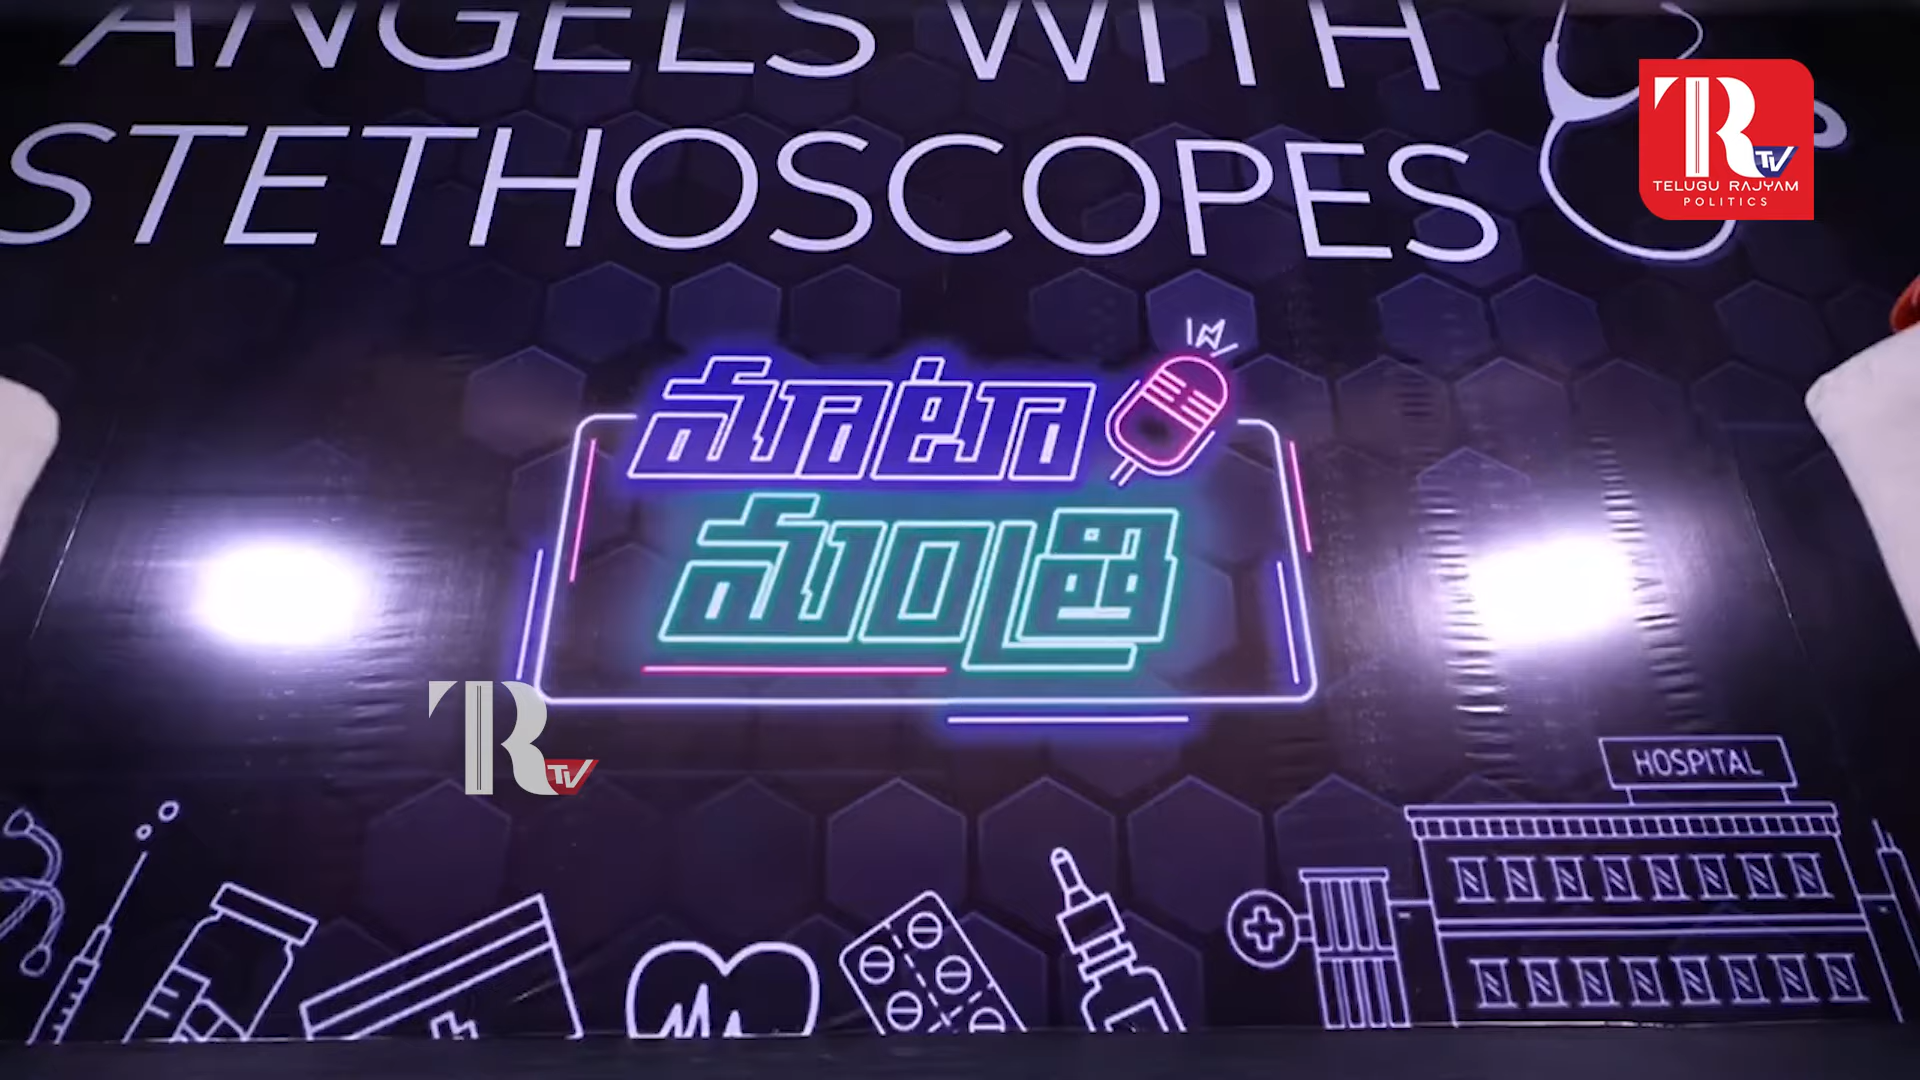 ANGELS WITH
STETHOSCOPES
TR TV
TELUGU RAJYAM
POLITICS
మాటా
మంత్రీ
TR TV
HOSPITAL